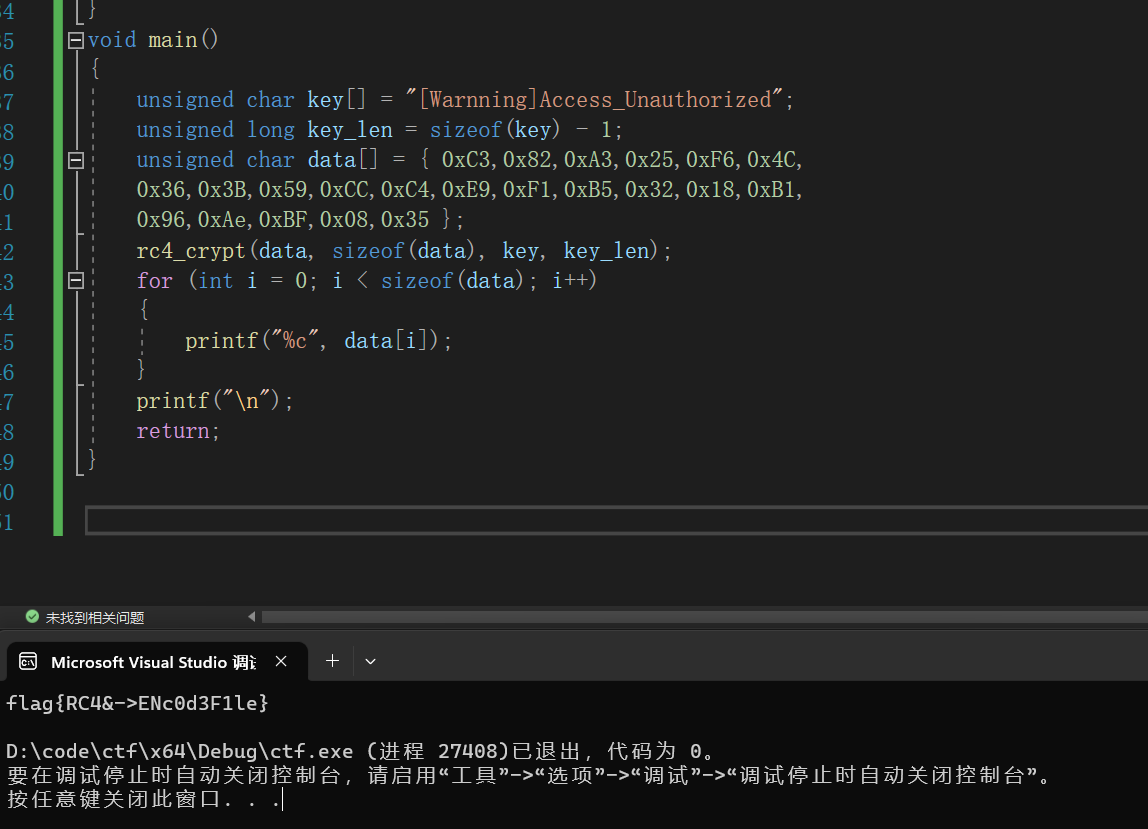 34 }
35 void main()
36 {
37 unsigned char key[] = "[Warnning]Access_Unauthorized";
38 unsigned long key_len = sizeof(key) - 1;
39 unsigned char data[] = { 0xC3,0x82,0xA3,0x25,0xF6,0x4C,
40 0x36,0x3B,0x59,0xCC,0xC4,0xE9,0xF1,0xB5,0x32,0x18,0xB1,
41 0x96,0xAe,0xBF,0x08,0x35 };
42 rc4_crypt(data, sizeof(data), key, key_len);
43 for (int i = 0; i < sizeof(data); i++)
44 {
45 printf("%c", data[i]);
46 }
47 printf("\n");
48 return;
49 }
50
51
未找到相关问题
Microsoft Visual Studio 调试
flag{RC4&->ENc0d3F1le}
D:\code\ctf\x64\Debug\ctf.exe (进程 27408)已退出，代码为 0。
要在调试停止时自动关闭控制台，请启用“工具”->“选项”->“调试”->“调试停止时自动关闭控制台”。
按任意键关闭此窗口. . .